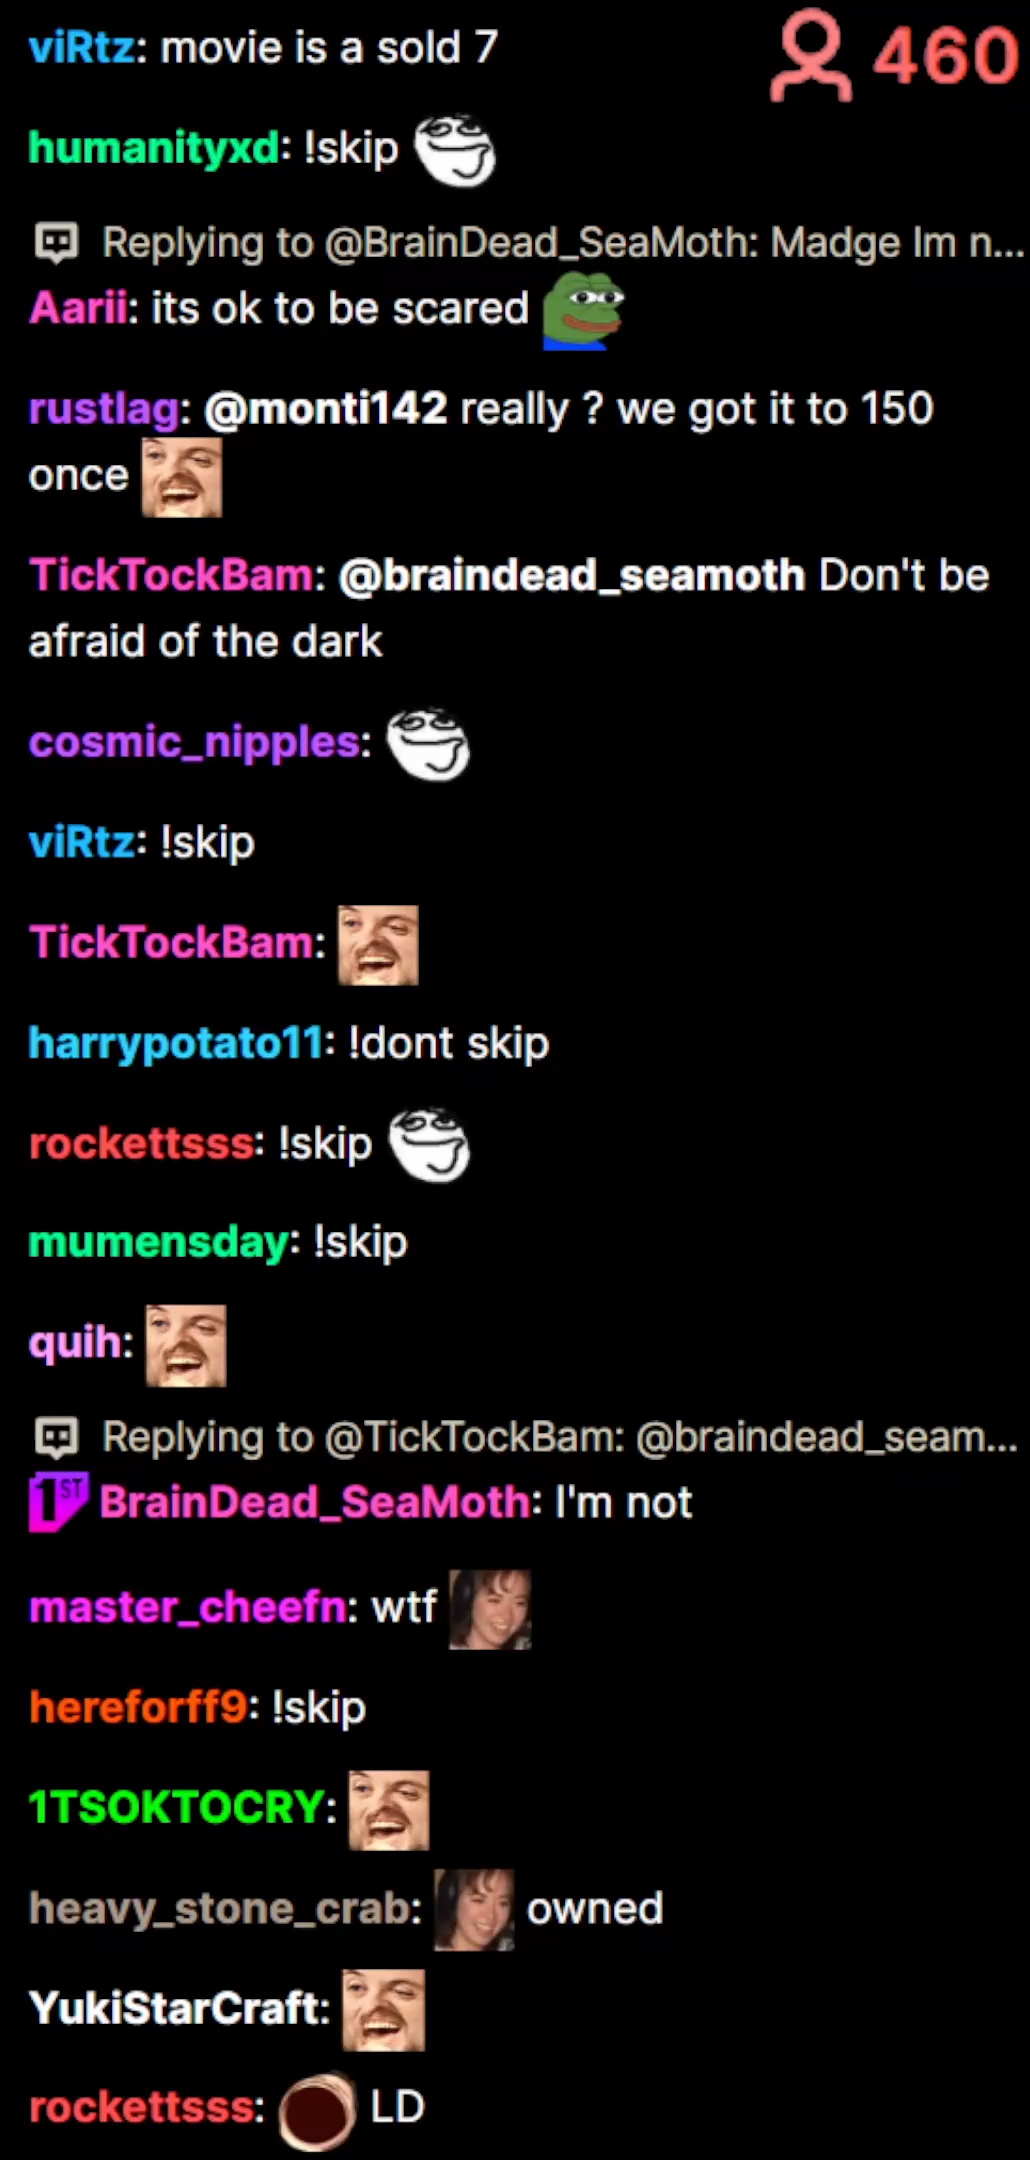 viRtz: movie is a sold 7
460
humanityxd: !skip
Replying to @BrainDead_SeaMoth: Madge Im n...
Aarii: its ok to be scared
rustlag: @monti142 really ? we got it to 150
once
TickTockBam: @braindead_seamoth Don't be
afraid of the dark
cosmic_nipples:
viRtz: !skip
TickTockBam:
harrypotato11: !dont skip
rockettsss: !skip
mumensday: !skip
quih:
Replying to @TickTockBam: @braindead_seam...
1ST BrainDead_SeaMoth: I'm not
master_cheefn: wtf
hereforff9: !skip
1TSOKTOCRY:
heavy_stone_crab: owned
YukiStarCraft:
rockettsss: LD